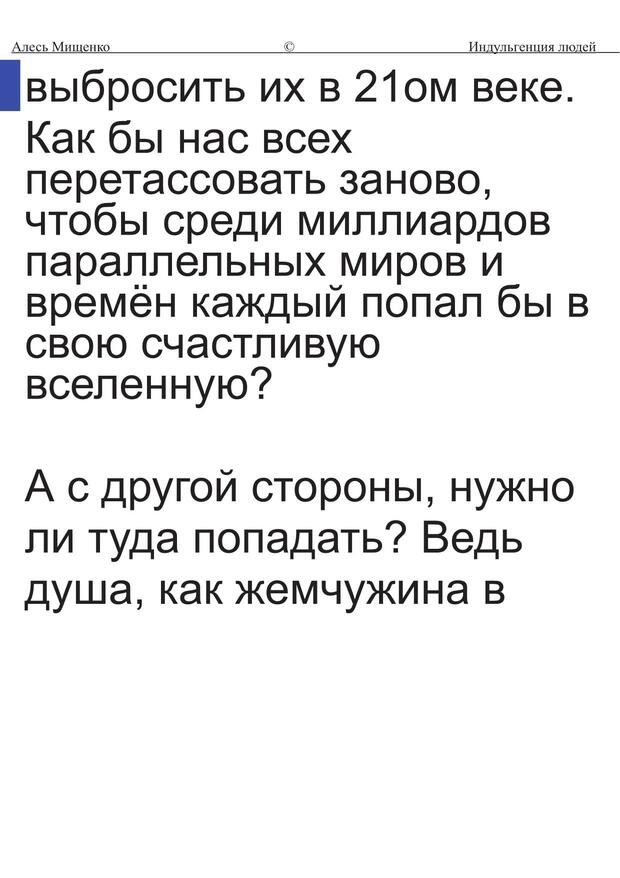 Алесь Мищенко © Индульгенция людей
выбросить их в 21ом веке.
Как бы нас всех
перетассовать заново,
чтобы среди миллиардов
параллельных миров и
времён каждый попал бы в
свою счастливую
вселенную?
А с другой стороны, нужно
ли туда попадать? Ведь
душа, как жемчужина в